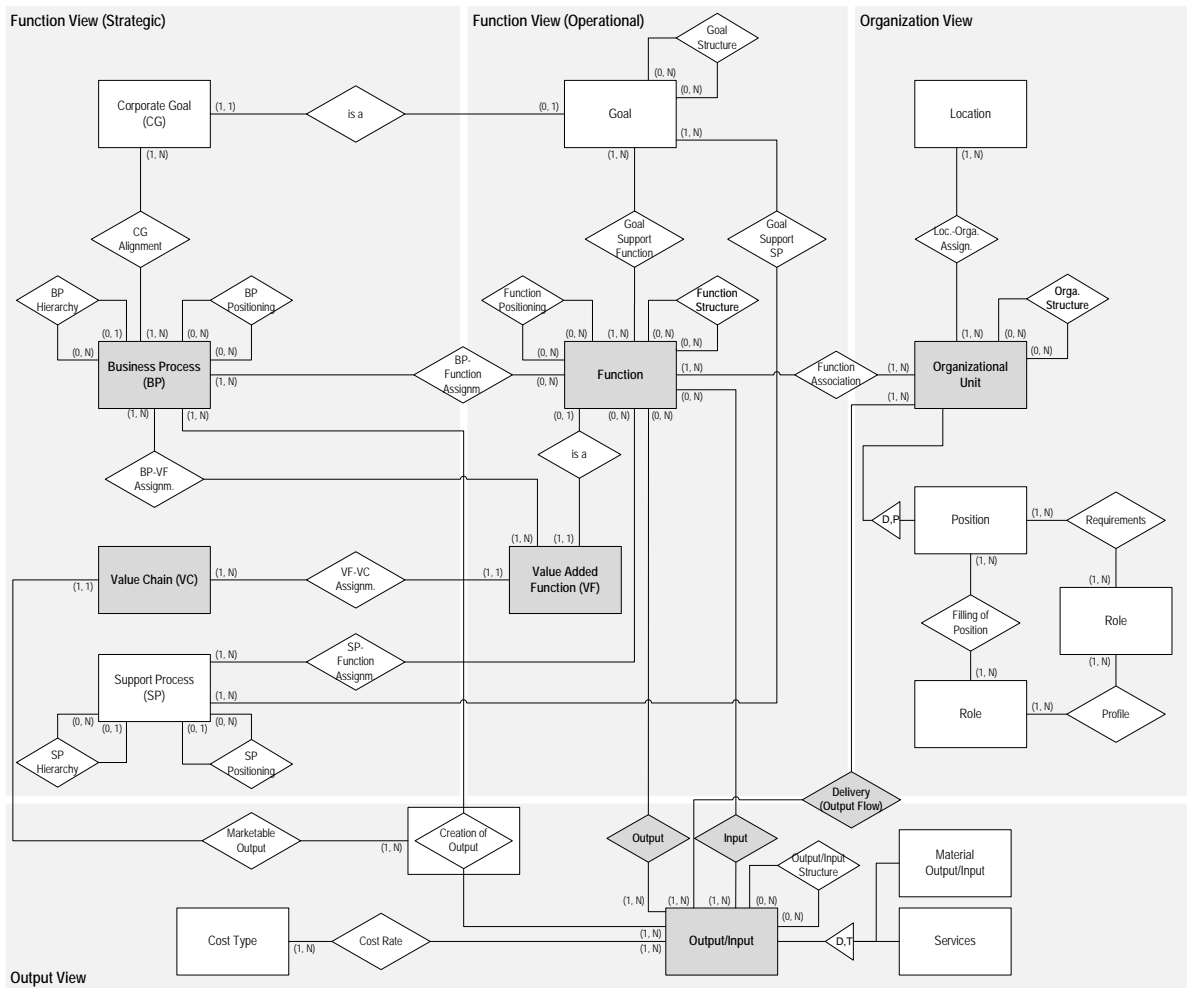 Function View (Strategic)
Function View (Operational)
Organization View
Goal
Structure
(0, N)
(0, N)
Corporate Goal
(CG)
(1, 1)
is a
(0, 1)
Goal
(1, N)
Location
(1, N)
(1, N)
(1, N)
CG
Alignment
Goal
Support
Function
Goal
Support
SP
Loc.-Orga.
Assign.
BP
Hierarchy
BP
Positioning
Function
Positioning
Function
Structure
Orga.
Structure
(0, 1)
(1, N)
(0, N)
(0, N)
(1, N)
(0, N)
(1, N)
(0, N)
(0, N)
(0, N)
(0, N)
(0, N)
(0, N)
Business Process
(BP)
(1, N)
BP-
Function
Assignm.
(0, N)
Function
(1, N)
Function
Association
Organizational
Unit
(0, N)
(1, N)
(1, N)
(1, N)
(0, 1)
(0, N)
(0, N)
is a
BP-VF
Assignm.
D,P
Position
(1, N)
Requirements
(1, N)
(1, 1)
(1, N)
(1, N)
Value Chain (VC)
(1, 1)
(1, N)
VF-VC
Assignm.
(1, 1)
Value Added
Function (VF)
Filling of
Position
Role
SP-
Function
Assignm.
(1, N)
(1, N)
(1, N)
Support Process
(SP)
(1, N)
Role
(1, N)
Profile
(0, N)
(0, 1)
(0, 1)
(0, N)
SP
Hierarchy
SP
Positioning
Delivery
(Output Flow)
Marketable
Output
(1, N)
Creation of
Output
Output
Input
Output/Input
Structure
Material
Output/Input
(1, N)
(1, N)
(1, N)
(0, N)
(0, N)
Cost Type
(1, N)
Cost Rate
(1, N)
(1, N)
Output/Input
D,T
Services
Output View